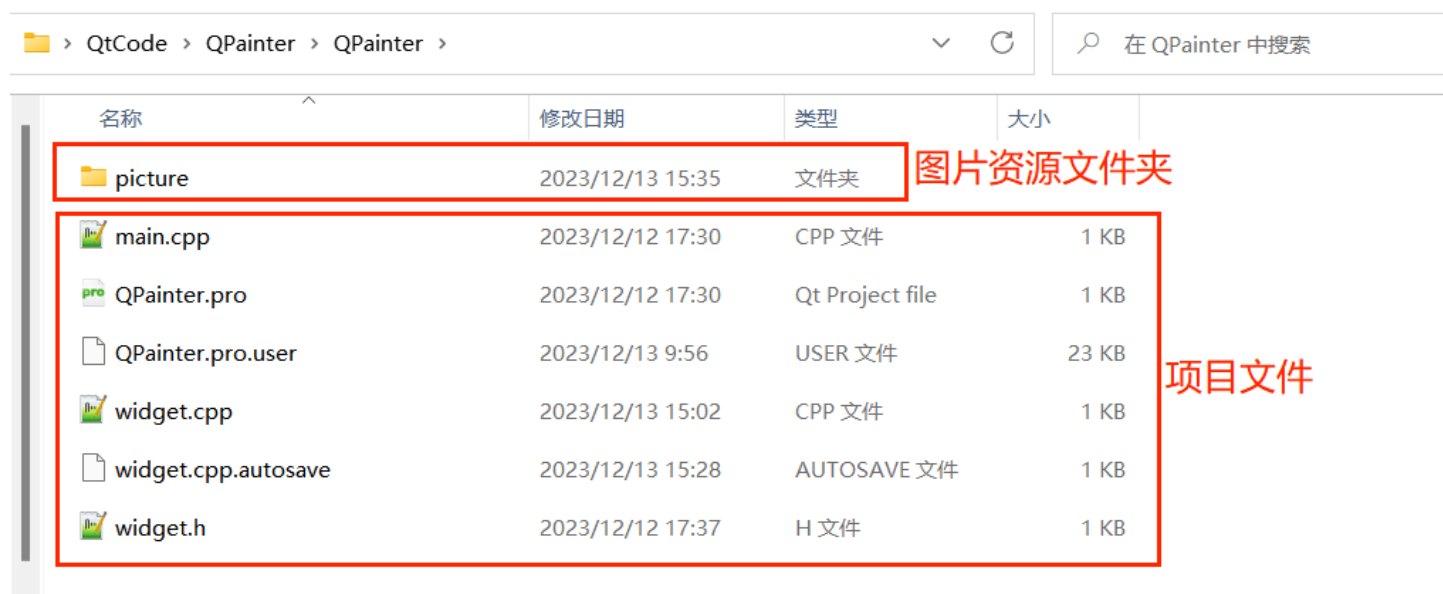 QtCode > QPainter > QPainter > 在 QPainter 中搜索
名称 修改日期 类型 大小
picture 2023/12/13 15:35 文件夹 图片资源文件夹
main.cpp 2023/12/12 17:30 CPP 文件 1 KB
pro QPainter.pro 2023/12/12 17:30 Qt Project file 1 KB
QPainter.pro.user 2023/12/13 9:56 USER 文件 23 KB
项目文件
widget.cpp 2023/12/13 15:02 CPP 文件 1 KB
widget.cpp.autosave 2023/12/13 15:28 AUTOSAVE 文件 1 KB
widget.h 2023/12/12 17:37 H 文件 1 KB